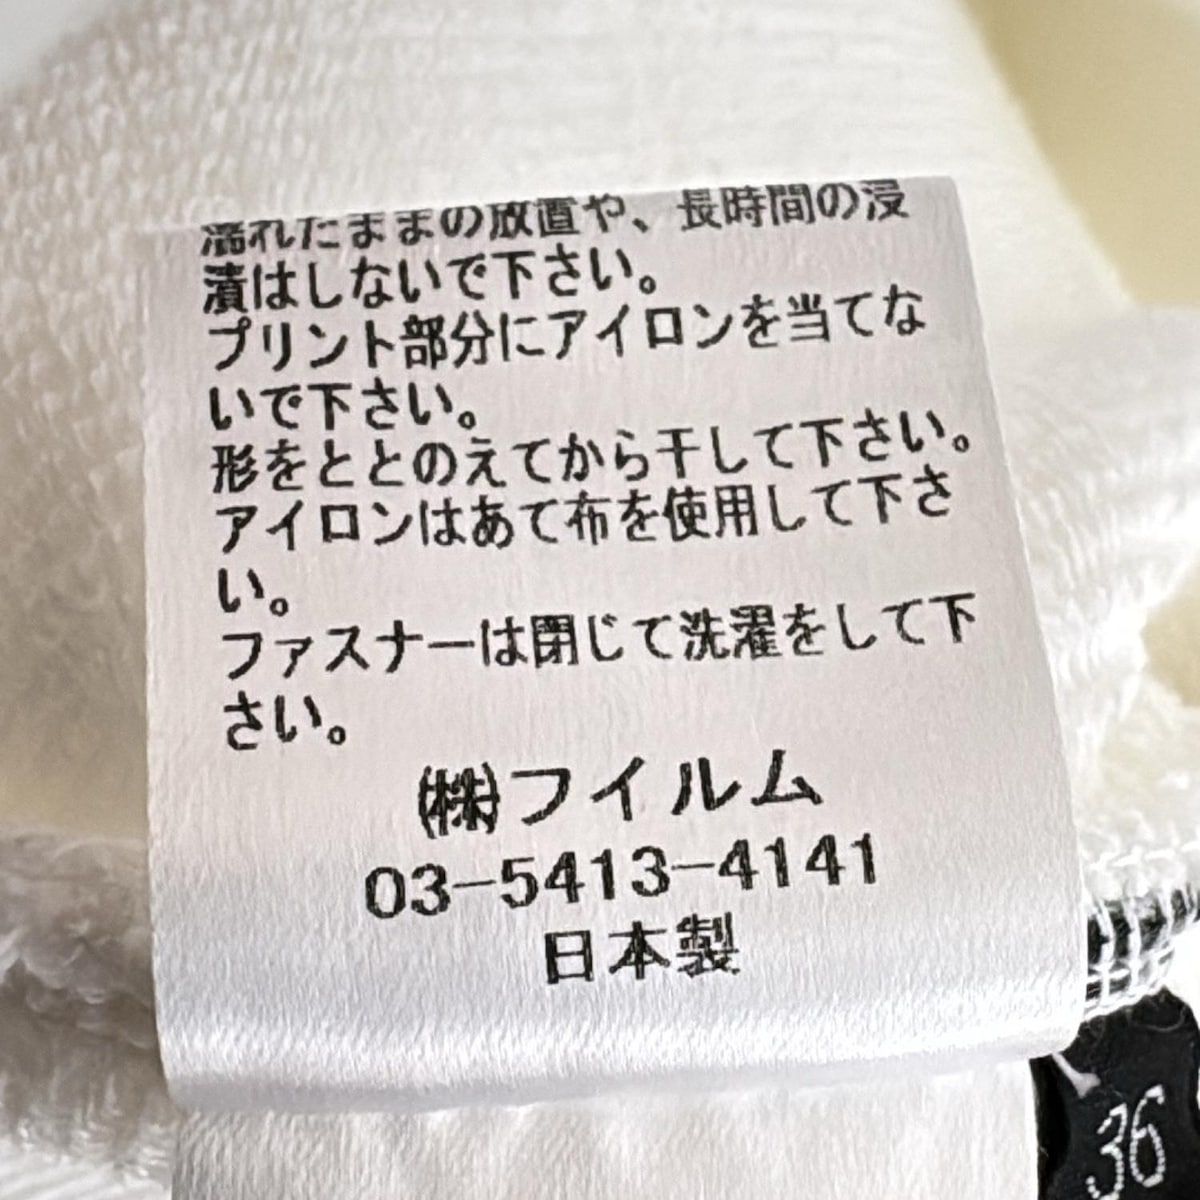 濡れたままの放置や、長時間の浸
漬はしないで下さい。
プリント部分にアイロンを当てな
いで下さい。
形をととのえてから干して下さい。
アイロンはあて布を使用して下さ
い。
ファスナーは閉じて洗濯をして下
さい。
㈱フイルム
03-5413-4141
日本製
36